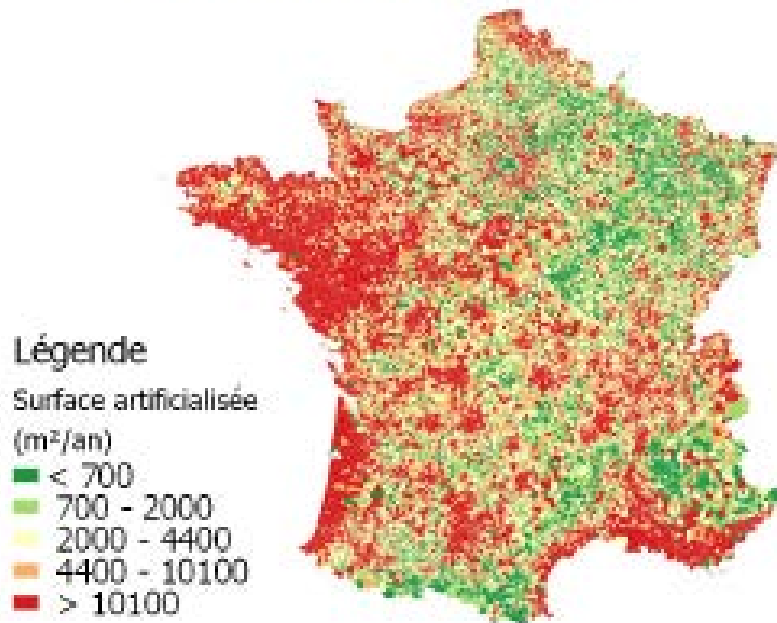 Légende
Surface artificialisée
(m²/an)
< 700
700 - 2000
2000 - 4400
4400 - 10100
> 10100